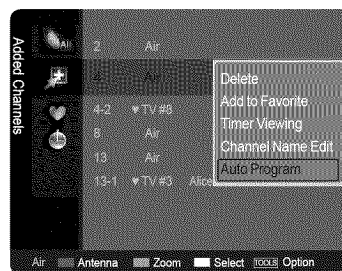 Added Channels
All
2 Air
4 Air
4-2 ♥ TV #8
8 Air
13 Air
13-1 ♥ TV #3 Alice
Delete
Add to Favorite
Timer Viewing
Channel Name Edit
Auto Program
Air Antenna Zoom Select TOOLS Option